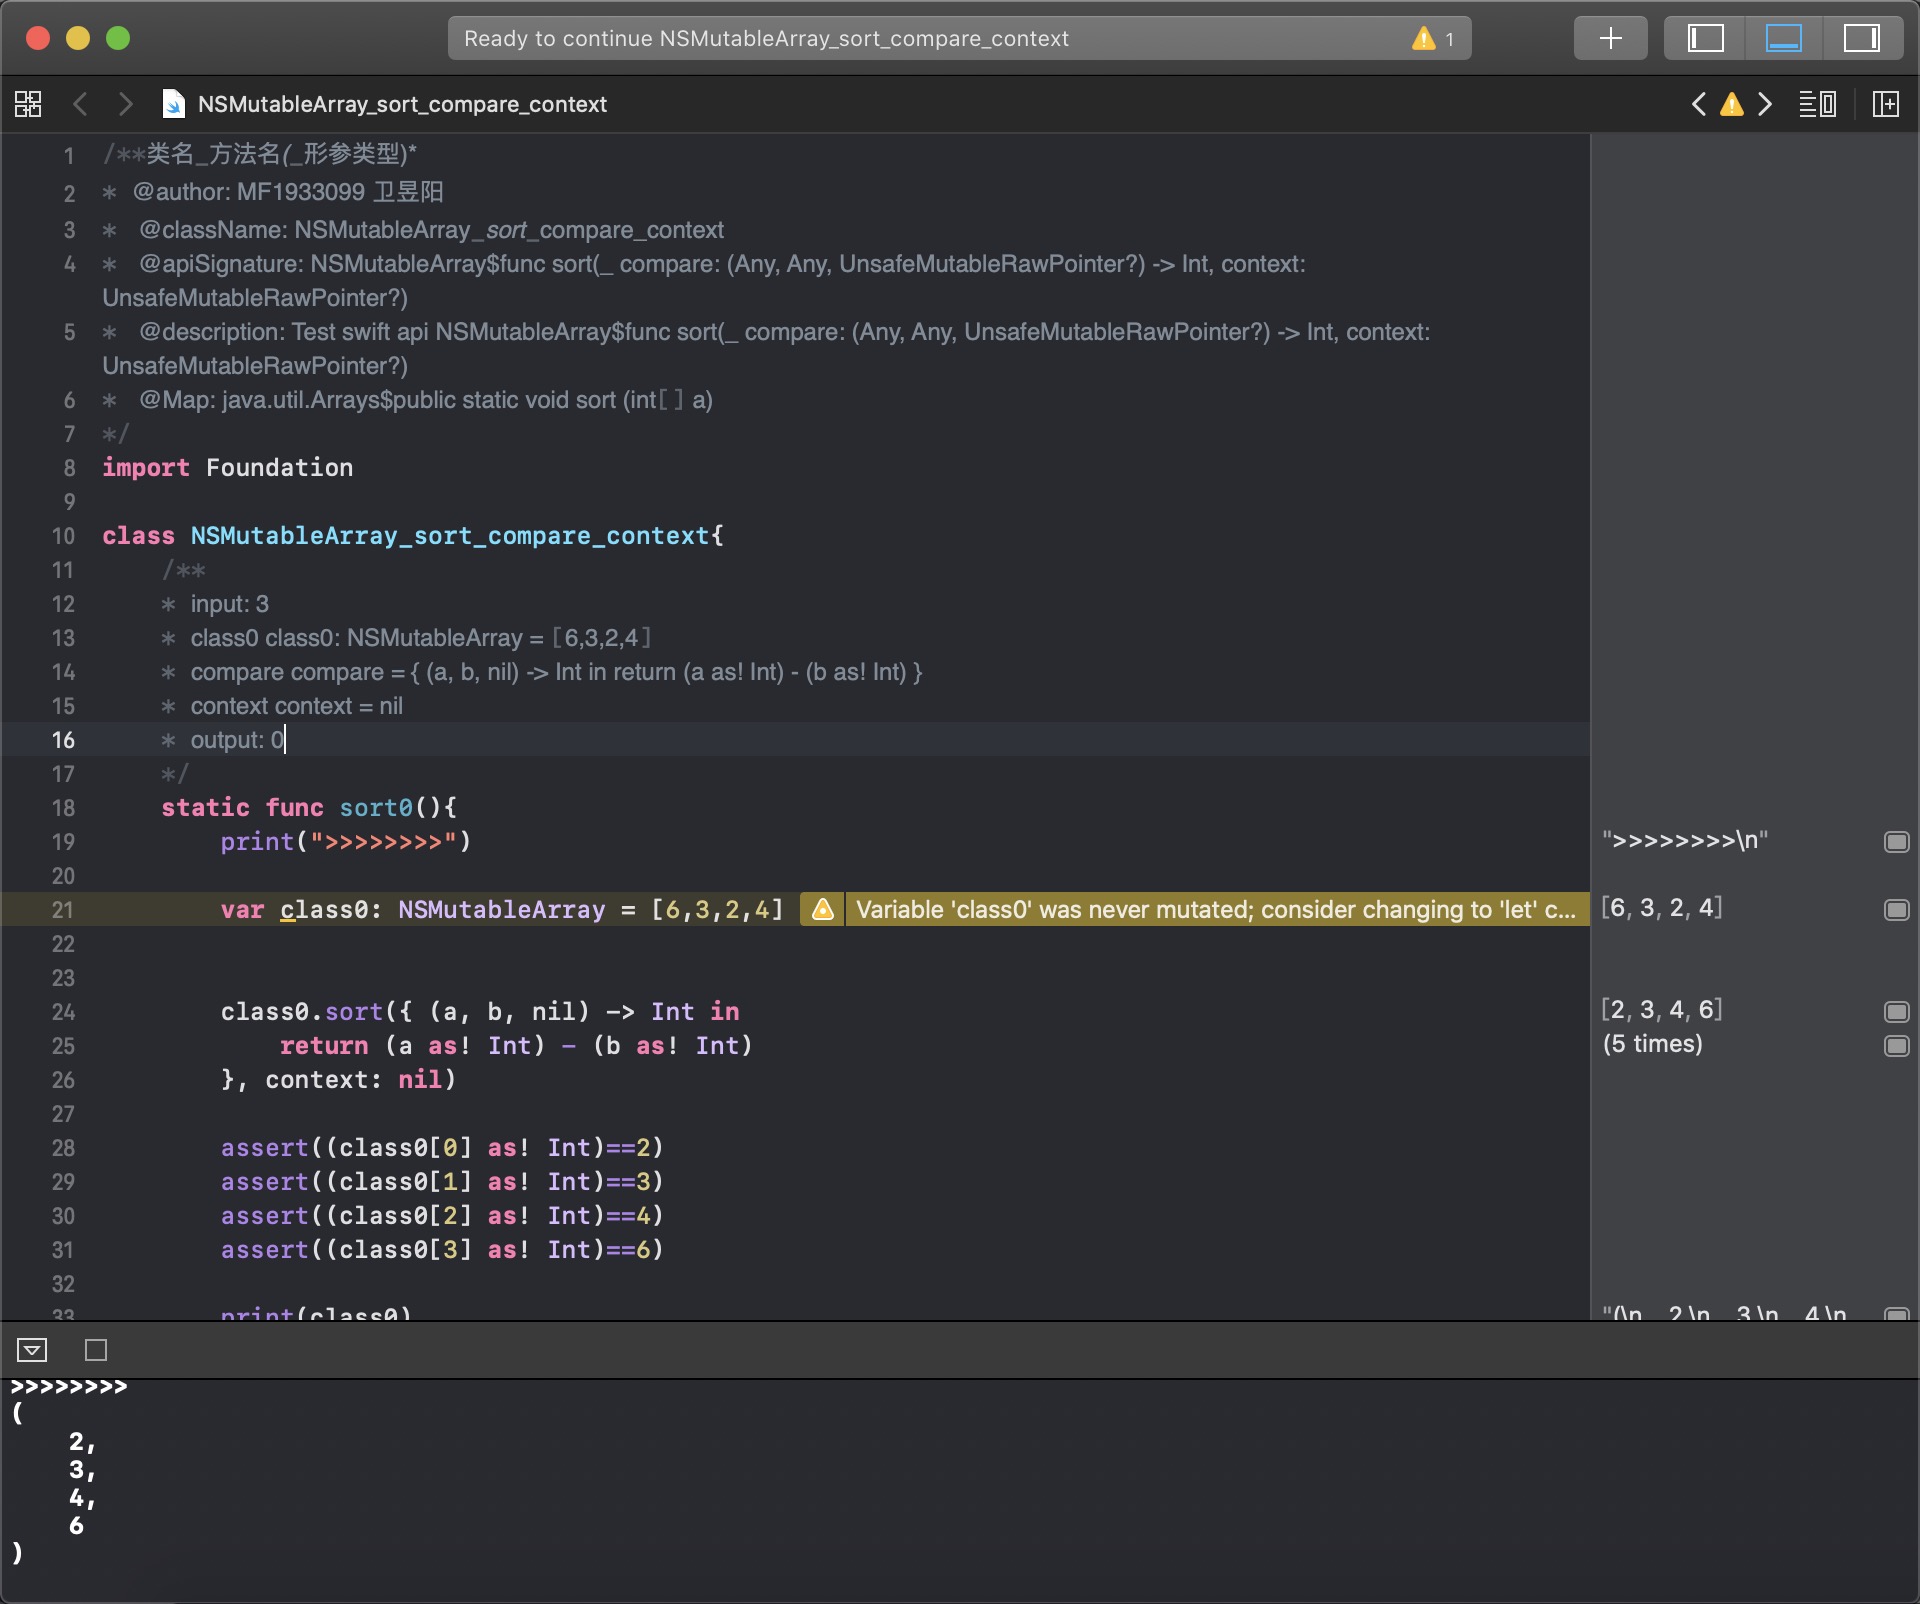 Ready to continue NSMutableArray_sort_compare_context
1
NSMutableArray_sort_compare_context
1 /**类名_方法名(_形参类型)*
2 * @author: MF1933099 卫昱阳
3 * @className: NSMutableArray_sort_compare_context
4 * @apiSignature: NSMutableArray$func sort(_ compare: (Any, Any, UnsafeMutableRawPointer?) -> Int, context:
UnsafeMutableRawPointer?)
5 * @description: Test swift api NSMutableArray$func sort(_ compare: (Any, Any, UnsafeMutableRawPointer?) -> Int, context:
UnsafeMutableRawPointer?)
6 * @Map: java.util.Arrays$public static void sort (int[ ] a)
7 */
8 import Foundation
9
10 class NSMutableArray_sort_compare_context{
11 /**
12 * input: 3
13 * class0 class0: NSMutableArray = [6,3,2,4]
14 * compare compare = { (a, b, nil) -> Int in return (a as! Int) - (b as! Int) }
15 * context context = nil
16 * output: 0
17 */
18 static func sort0(){
19 print(">>>>>>>>") ">>>>>>>>\n"
20
21 var class0: NSMutableArray = [6,3,2,4] Variable 'class0' was never mutated; consider changing to 'let' c... [6, 3, 2, 4]
22
23
24 class0.sort({ (a, b, nil) -> Int in [2, 3, 4, 6]
25 return (a as! Int) - (b as! Int) (5 times)
26 }, context: nil)
27
28 assert((class0[0] as! Int)==2)
29 assert((class0[1] as! Int)==3)
30 assert((class0[2] as! Int)==4)
31 assert((class0[3] as! Int)==6)
32
33 print(class0) "(\n 2,\n 3,\n 4,\n
>>>>>>>>
(
2,
3,
4,
6
)